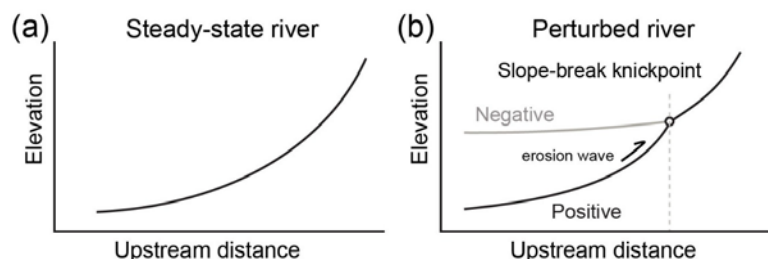 (a)
Steady-state river
Elevation
Upstream distance
(b)
Perturbed river
Slope-break knickpoint
Negative
erosion wave
Positive
Elevation
Upstream distance